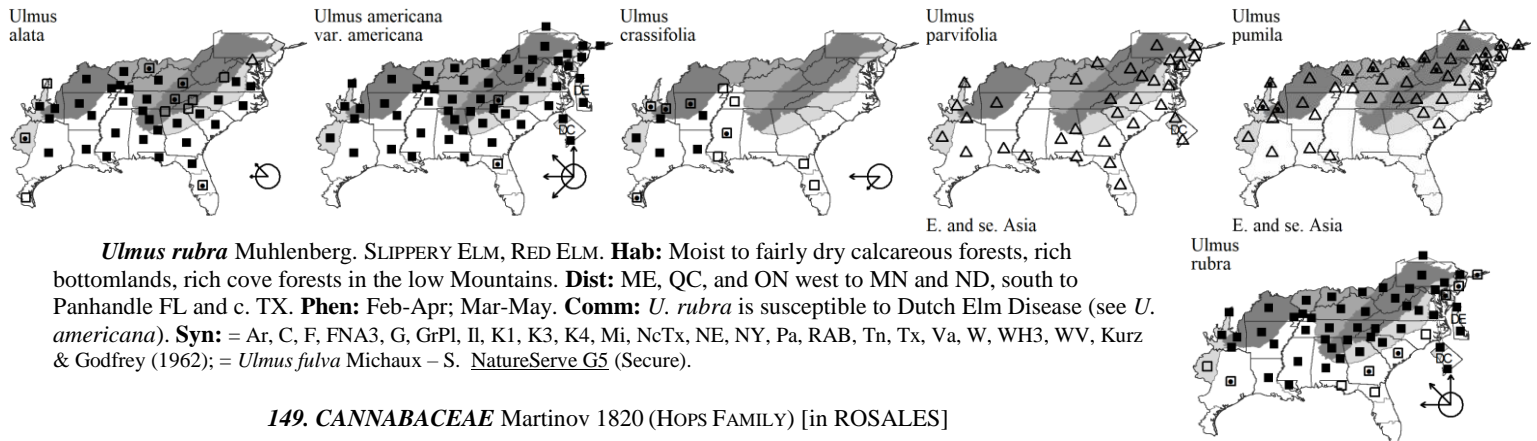 Ulmus
alata
Ulmus americana
var. americana
DE
DC
Ulmus
crassifolia
Ulmus
parvifolia
DC
E. and se. Asia
Ulmus
pumila
E. and se. Asia
Ulmus rubra Muhlenberg. SLIPPERY ELM, RED ELM. Hab: Moist to fairly dry calcareous forests, rich
bottomlands, rich cove forests in the low Mountains. Dist: ME, QC, and ON west to MN and ND, south to
Panhandle FL and c. TX. Phen: Feb-Apr; Mar-May. Comm: U. rubra is susceptible to Dutch Elm Disease (see U.
americana). Syn: = Ar, C, F, FNA3, G, GrPl, Il, K1, K3, K4, Mi, NcTx, NE, NY, Pa, RAB, Tn, Tx, Va, W, WH3, WV, Kurz
& Godfrey (1962); = Ulmus fulva Michaux – S. NatureServe G5 (Secure).
Ulmus
rubra
DE
DC
149. CANNABACEAE Martinov 1820 (HOPS FAMILY) [in ROSALES]